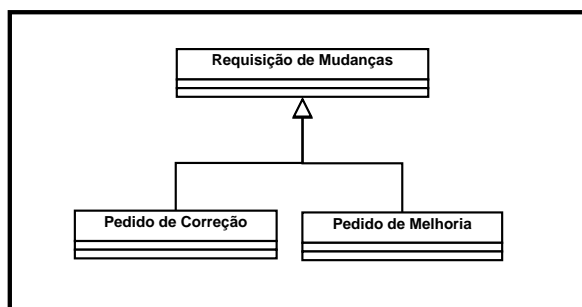 Requisição de Mudanças
Pedido de Correção
Pedido de Melhoria